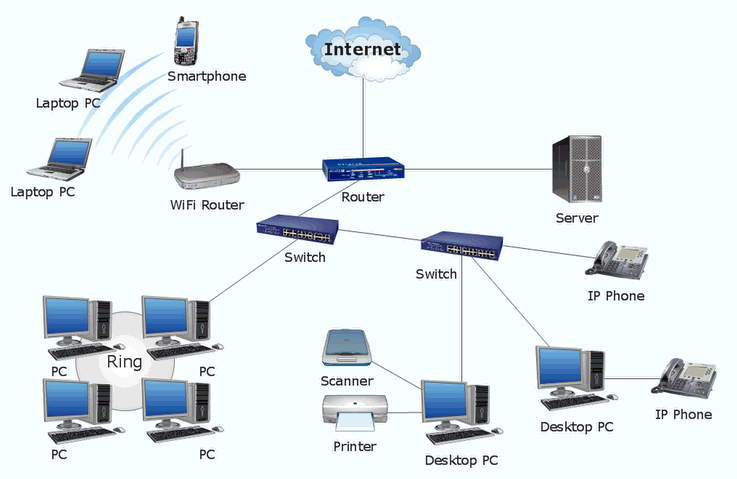 Internet
Smartphone
Laptop PC
Laptop PC
WiFi Router
Router
Server
Switch
Switch
IP Phone
Ring
PC
PC
PC
PC
Scanner
Printer
Desktop PC
Desktop PC
IP Phone